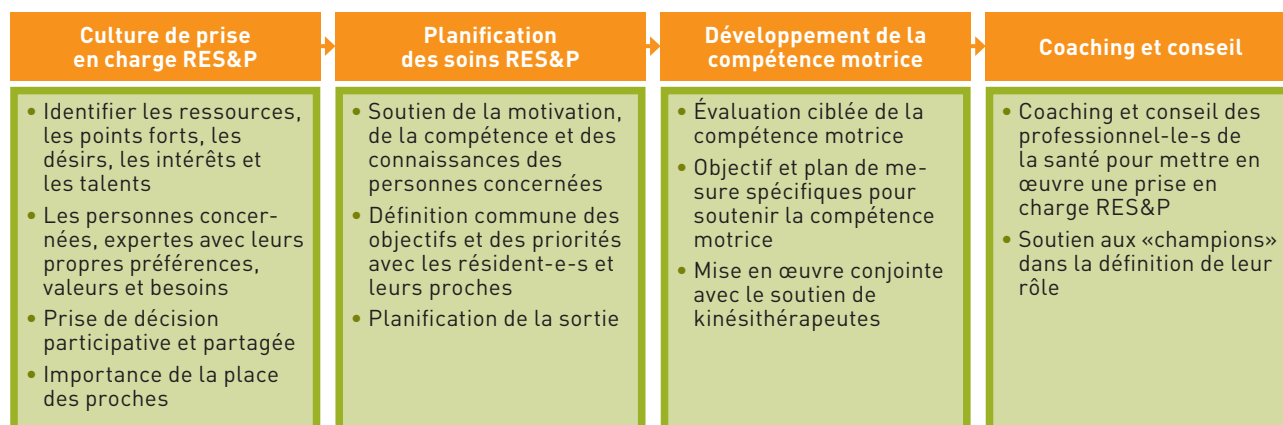 Culture de prise
en charge RES&P
• Identifier les ressources,
les points forts, les
désirs, les intérêts et
les talents
• Les personnes concer-
nées, expertes avec leurs
propres préférences,
valeurs et besoins
• Prise de décision
participative et partagée
• Importance de la place
des proches
Planification
des soins RES&P
• Soutien de la motivation,
de la compétence et des
connaissances des
personnes concernées
• Définition commune des
objectifs et des priorités
avec les résident-e-s et
leurs proches
• Planification de la sortie
Développement de la
compétence motrice
• Évaluation ciblée de la
compétence motrice
• Objectif et plan de me-
sure spécifiques pour
soutenir la compétence
motrice
• Mise en œuvre conjointe
avec le soutien de
kinésithérapeutes
Coaching et conseil
• Coaching et conseil des
professionnel-le-s de
la santé pour mettre en
œuvre une prise en
charge RES&P
• Soutien aux «champions»
dans la définition de leur
rôle